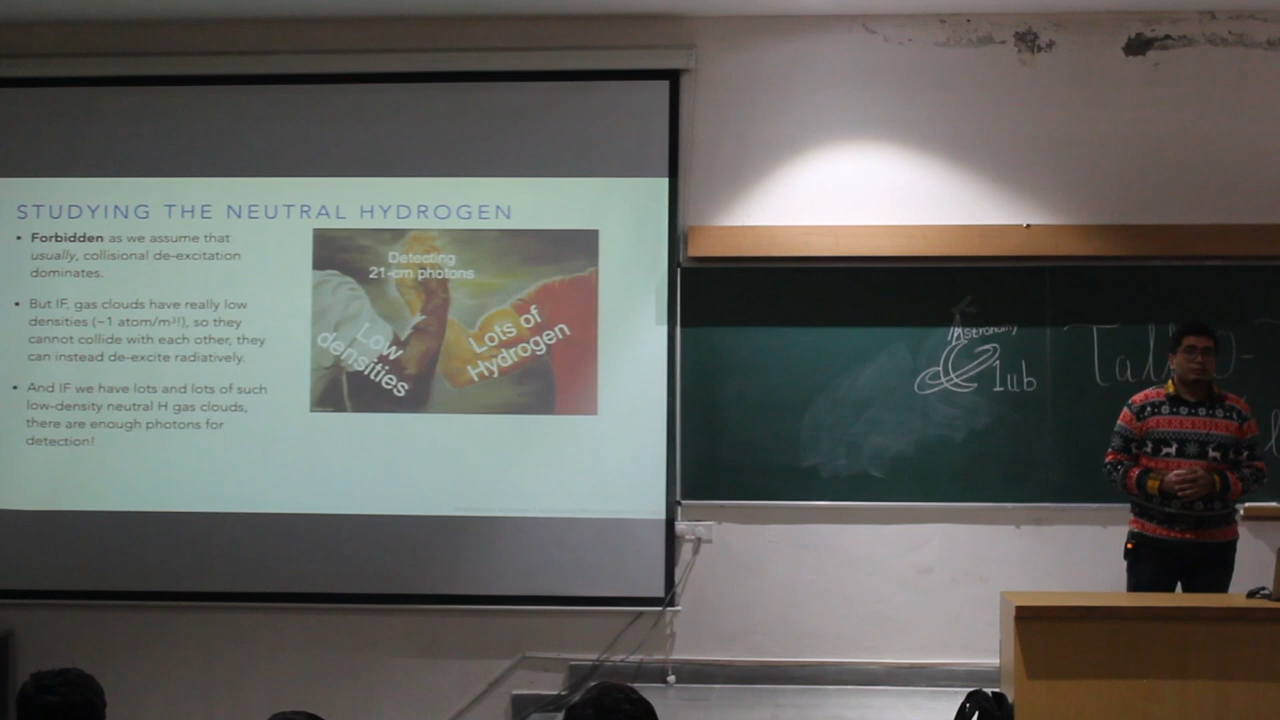 STUDYING THE NEUTRAL HYDROGEN
• Forbidden as we assume that
usually, collisional de-excitation
dominates.
• But IF, gas clouds have really low
densities (~1 atom/m³!), so they
cannot collide with each other, they
can instead de-excite radiatively.
• And IF we have lots and lots of such
low-density neutral H gas clouds,
there are enough photons for
detection!
Detecting
21-cm photons
Low
densities
Lots of
Hydrogen
Astronomy
Club